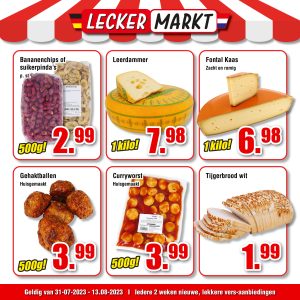 LECKER MARKT
Bananenchips of
suikerpinda's
500g!
2.99
Leerdammer
1 kilo!
7.98
Fontal Kaas
Zacht en romig
1 kilo!
6.98
Gehaktballen
Huisgemaakt
500g!
3.99
Curryworst
Huisgemaakt
500g!
3.99
Tijgerbrood wit
1.99
Geldig van 31-07-2023 - 13.08-2023 I Iedere 2 weken nieuwe, lekkere vers-aanbiedingen